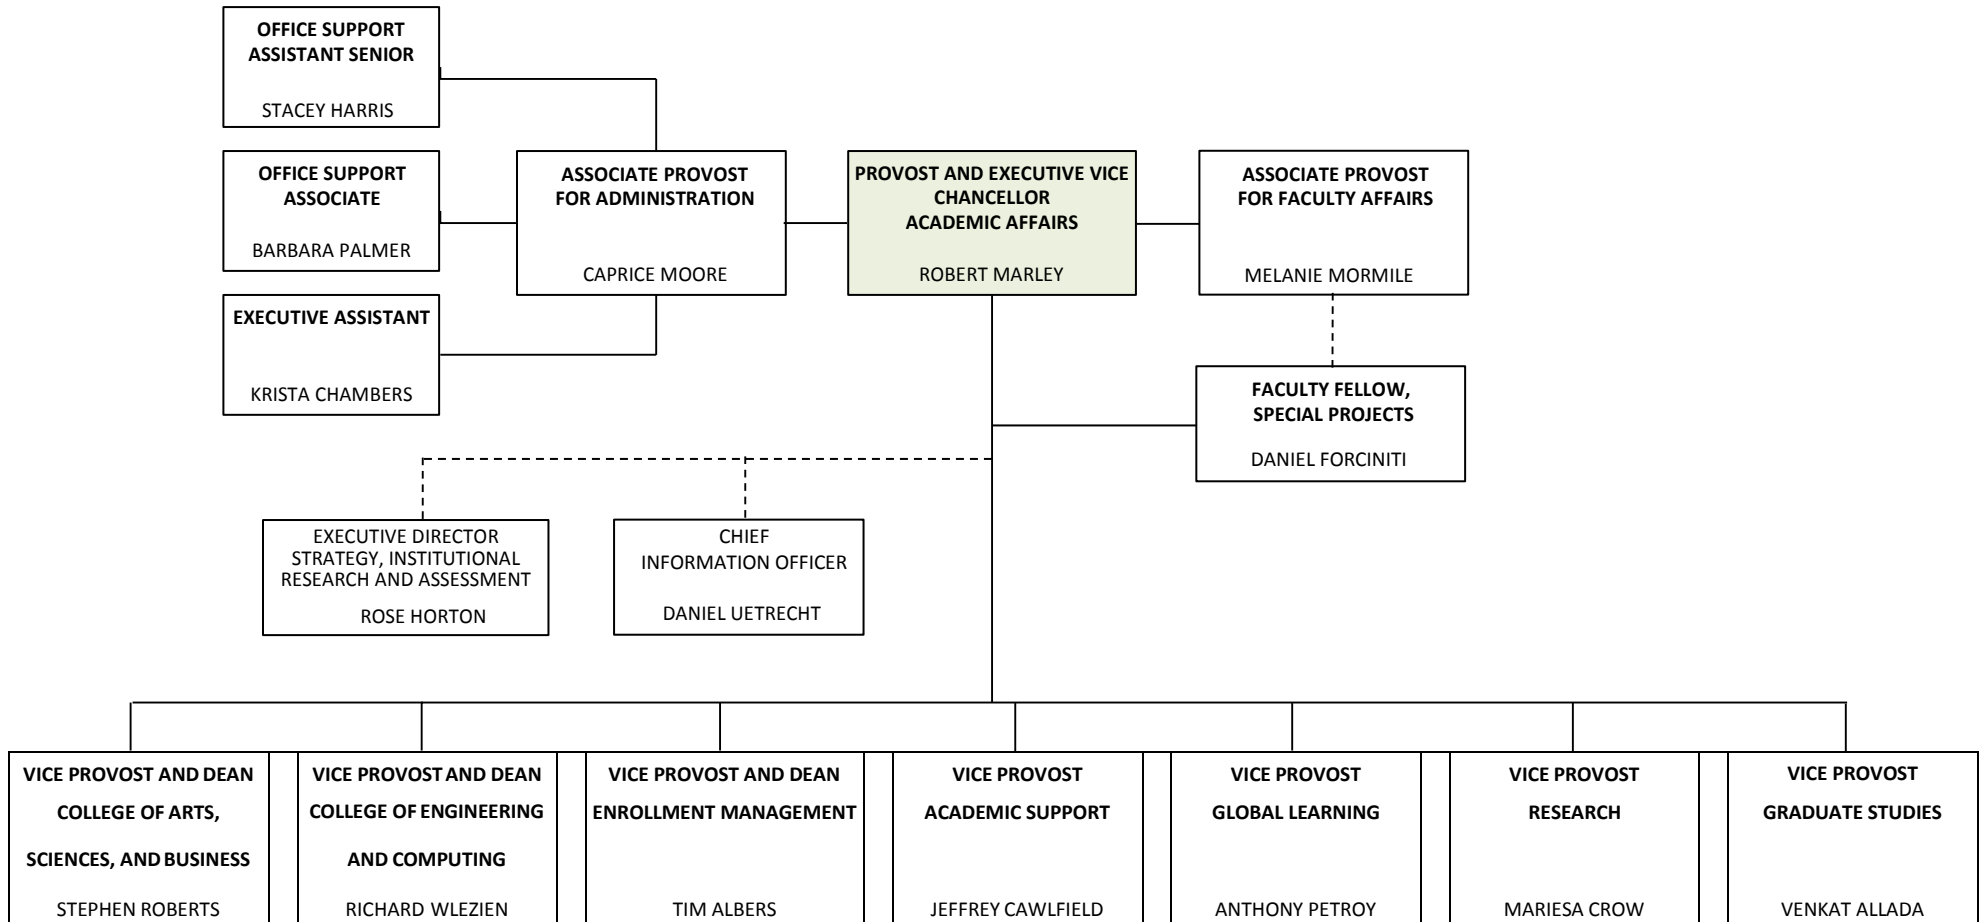 OFFICE SUPPORT
ASSISTANT SENIOR
STACEY HARRIS
OFFICE SUPPORT
ASSOCIATE
BARBARA PALMER
EXECUTIVE ASSISTANT
KRISTA CHAMBERS
ASSOCIATE PROVOST
FOR ADMINISTRATION
CAPRICE MOORE
PROVOST AND EXECUTIVE VICE
CHANCELLOR
ACADEMIC AFFAIRS
ROBERT MARLEY
ASSOCIATE PROVOST
FOR FACULTY AFFAIRS
MELANIE MORMILE
FACULTY FELLOW,
SPECIAL PROJECTS
DANIEL FORCINITI
EXECUTIVE DIRECTOR
STRATEGY, INSTITUTIONAL
RESEARCH AND ASSESSMENT
ROSE HORTON
CHIEF
INFORMATION OFFICER
DANIEL UETRECHT
VICE PROVOST AND DEAN
COLLEGE OF ARTS,
SCIENCES, AND BUSINESS
STEPHEN ROBERTS
VICE PROVOST AND DEAN
COLLEGE OF ENGINEERING
AND COMPUTING
RICHARD WLEZIEN
VICE PROVOST AND DEAN
ENROLLMENT MANAGEMENT
TIM ALBERS
VICE PROVOST
ACADEMIC SUPPORT
JEFFREY CAWLFIELD
VICE PROVOST
GLOBAL LEARNING
ANTHONY PETROY
VICE PROVOST
RESEARCH
MARIESA CROW
VICE PROVOST
GRADUATE STUDIES
VENKAT ALLADA